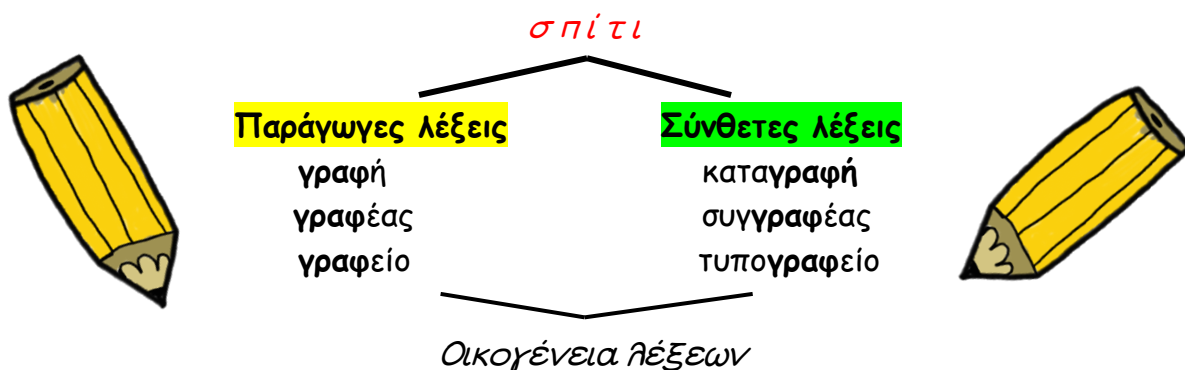 σπίτι
Παράγωγες λέξεις Σύνθετες λέξεις
γραφή καταγραφή
γραφέας συγγραφέας
γραφείο τυπογραφείο
Οικογένεια λέξεων